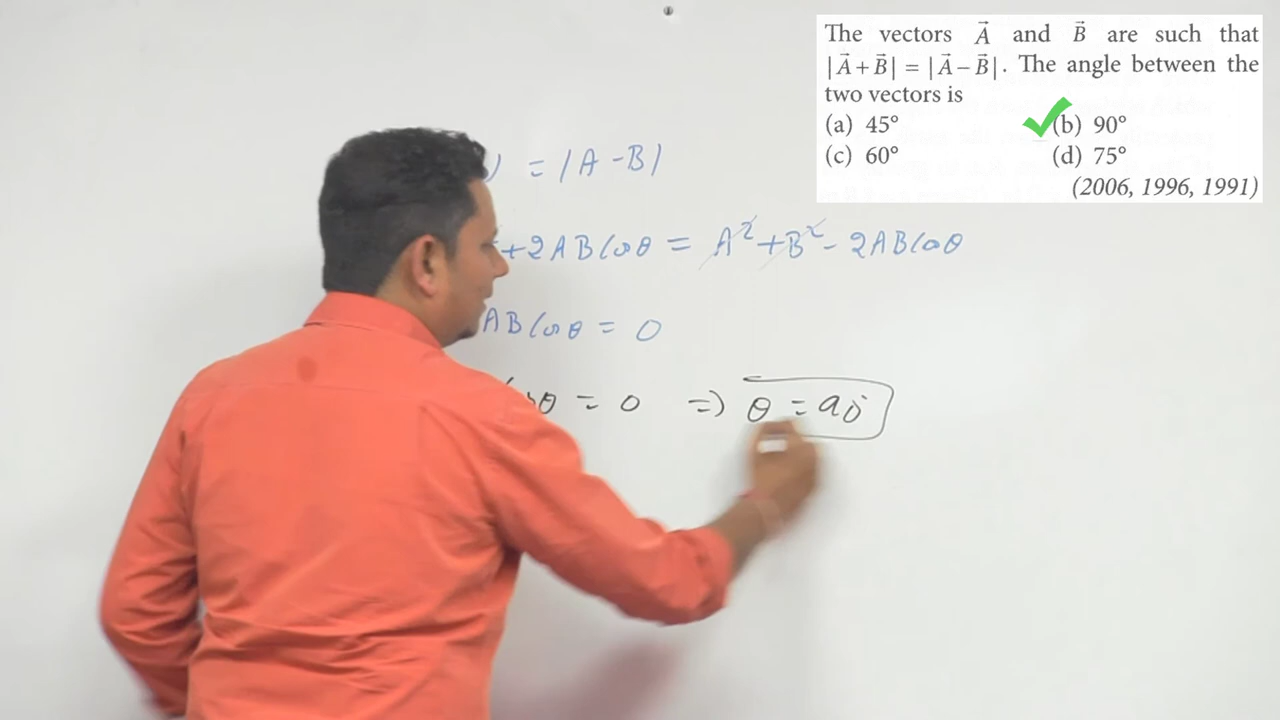 The vectors A⃗ and B⃗ are such that
|A⃗+B⃗| = |A⃗−B⃗|. The angle between the
two vectors is
(a) 45° (b) 90°
(c) 60° (d) 75°
(2006, 1996, 1991)
) = |A - B|
+2ABCosθ = A²+B² - 2ABCosθ
ABCosθ = 0
osθ = 0 => θ = 90°